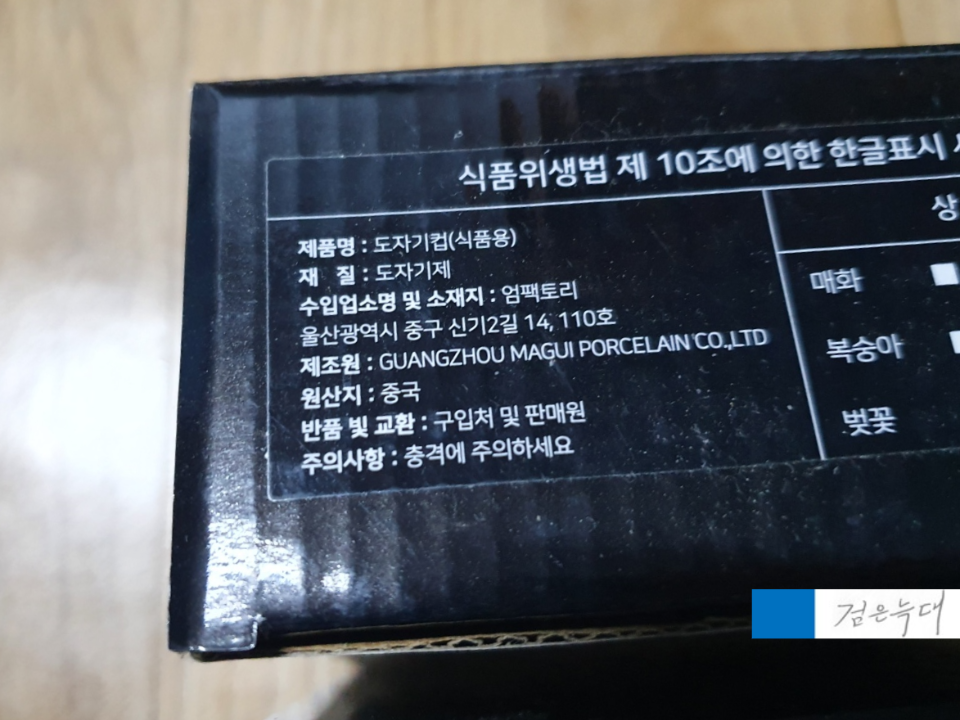 식품위생법 제 10조에 의한 한글표시
제품명 : 도자기컵(식품용)
재 질 : 도자기제
수입업소명 및 소재지 : 엄팩토리
울산광역시 중구 신기2길 14, 110호
제조원 : GUANGZHOU MAGUI PORCELAIN CO.,LTD
원산지 : 중국
반품 빛 교환 : 구입처 및 판매원
주의사항 : 충격에 주의하세요
상
매화
복숭아
벚꽃
검은늑대